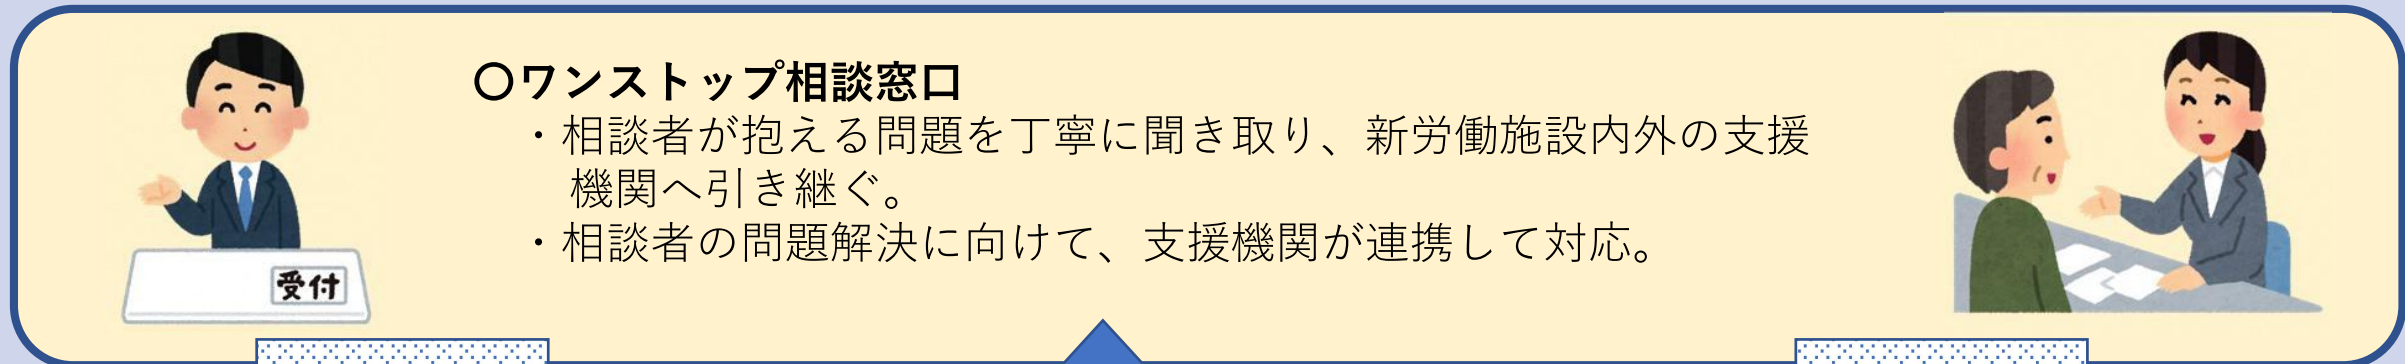 〇ワンストップ相談窓口
・相談者が抱える問題を丁寧に聞き取り、新労働施設内外の支援
機関へ引き継ぐ。
・相談者の問題解決に向けて、支援機関が連携して対応。
受付